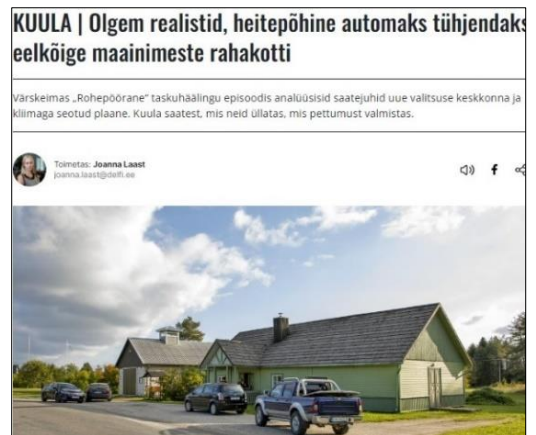 KUULA | Olgem realistid, heitepõhine automaks tühjendaks
eelkõige maainimeste rahakotti
Värskeimas „Rohepöörane“ taskuhäälingu episoodis analüüsisid saatejuhid uue valitsuse keskkonna ja
kliimaga seotud plaane. Kuula saatest, mis neid üllatas, mis pettumust valmistas.
Toimetas: Joanna Laast
joanna.laast@delfi.ee